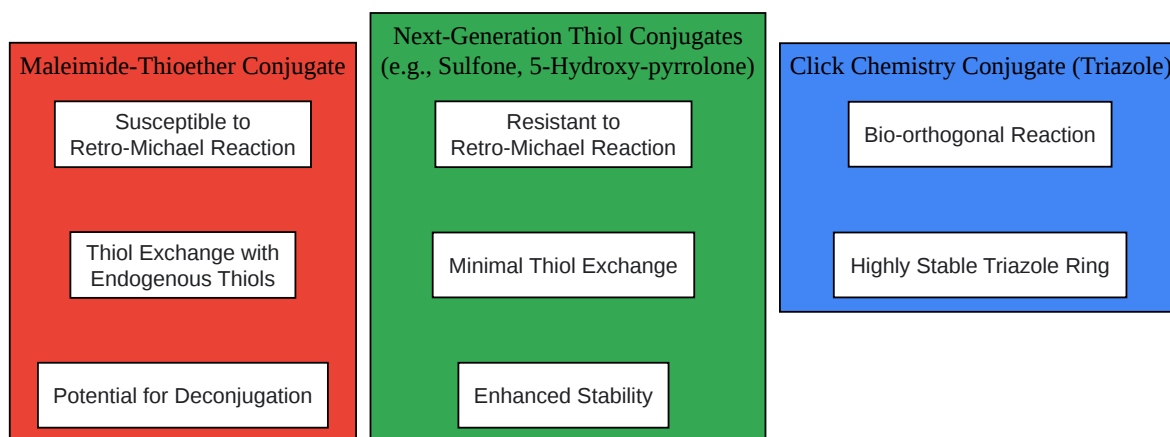 Maleimide-Thioether Conjugate
Susceptible to
Retro-Michael Reaction
Thiol Exchange with
Endogenous Thiols
Potential for Deconjugation
Next-Generation Thiol Conjugates
(e.g., Sulfone, 5-Hydroxy-pyrrolone)
Resistant to
Retro-Michael Reaction
Minimal Thiol Exchange
Enhanced Stability
Click Chemistry Conjugate (Triazole)
Bio-orthogonal Reaction
Highly Stable Triazole Ring